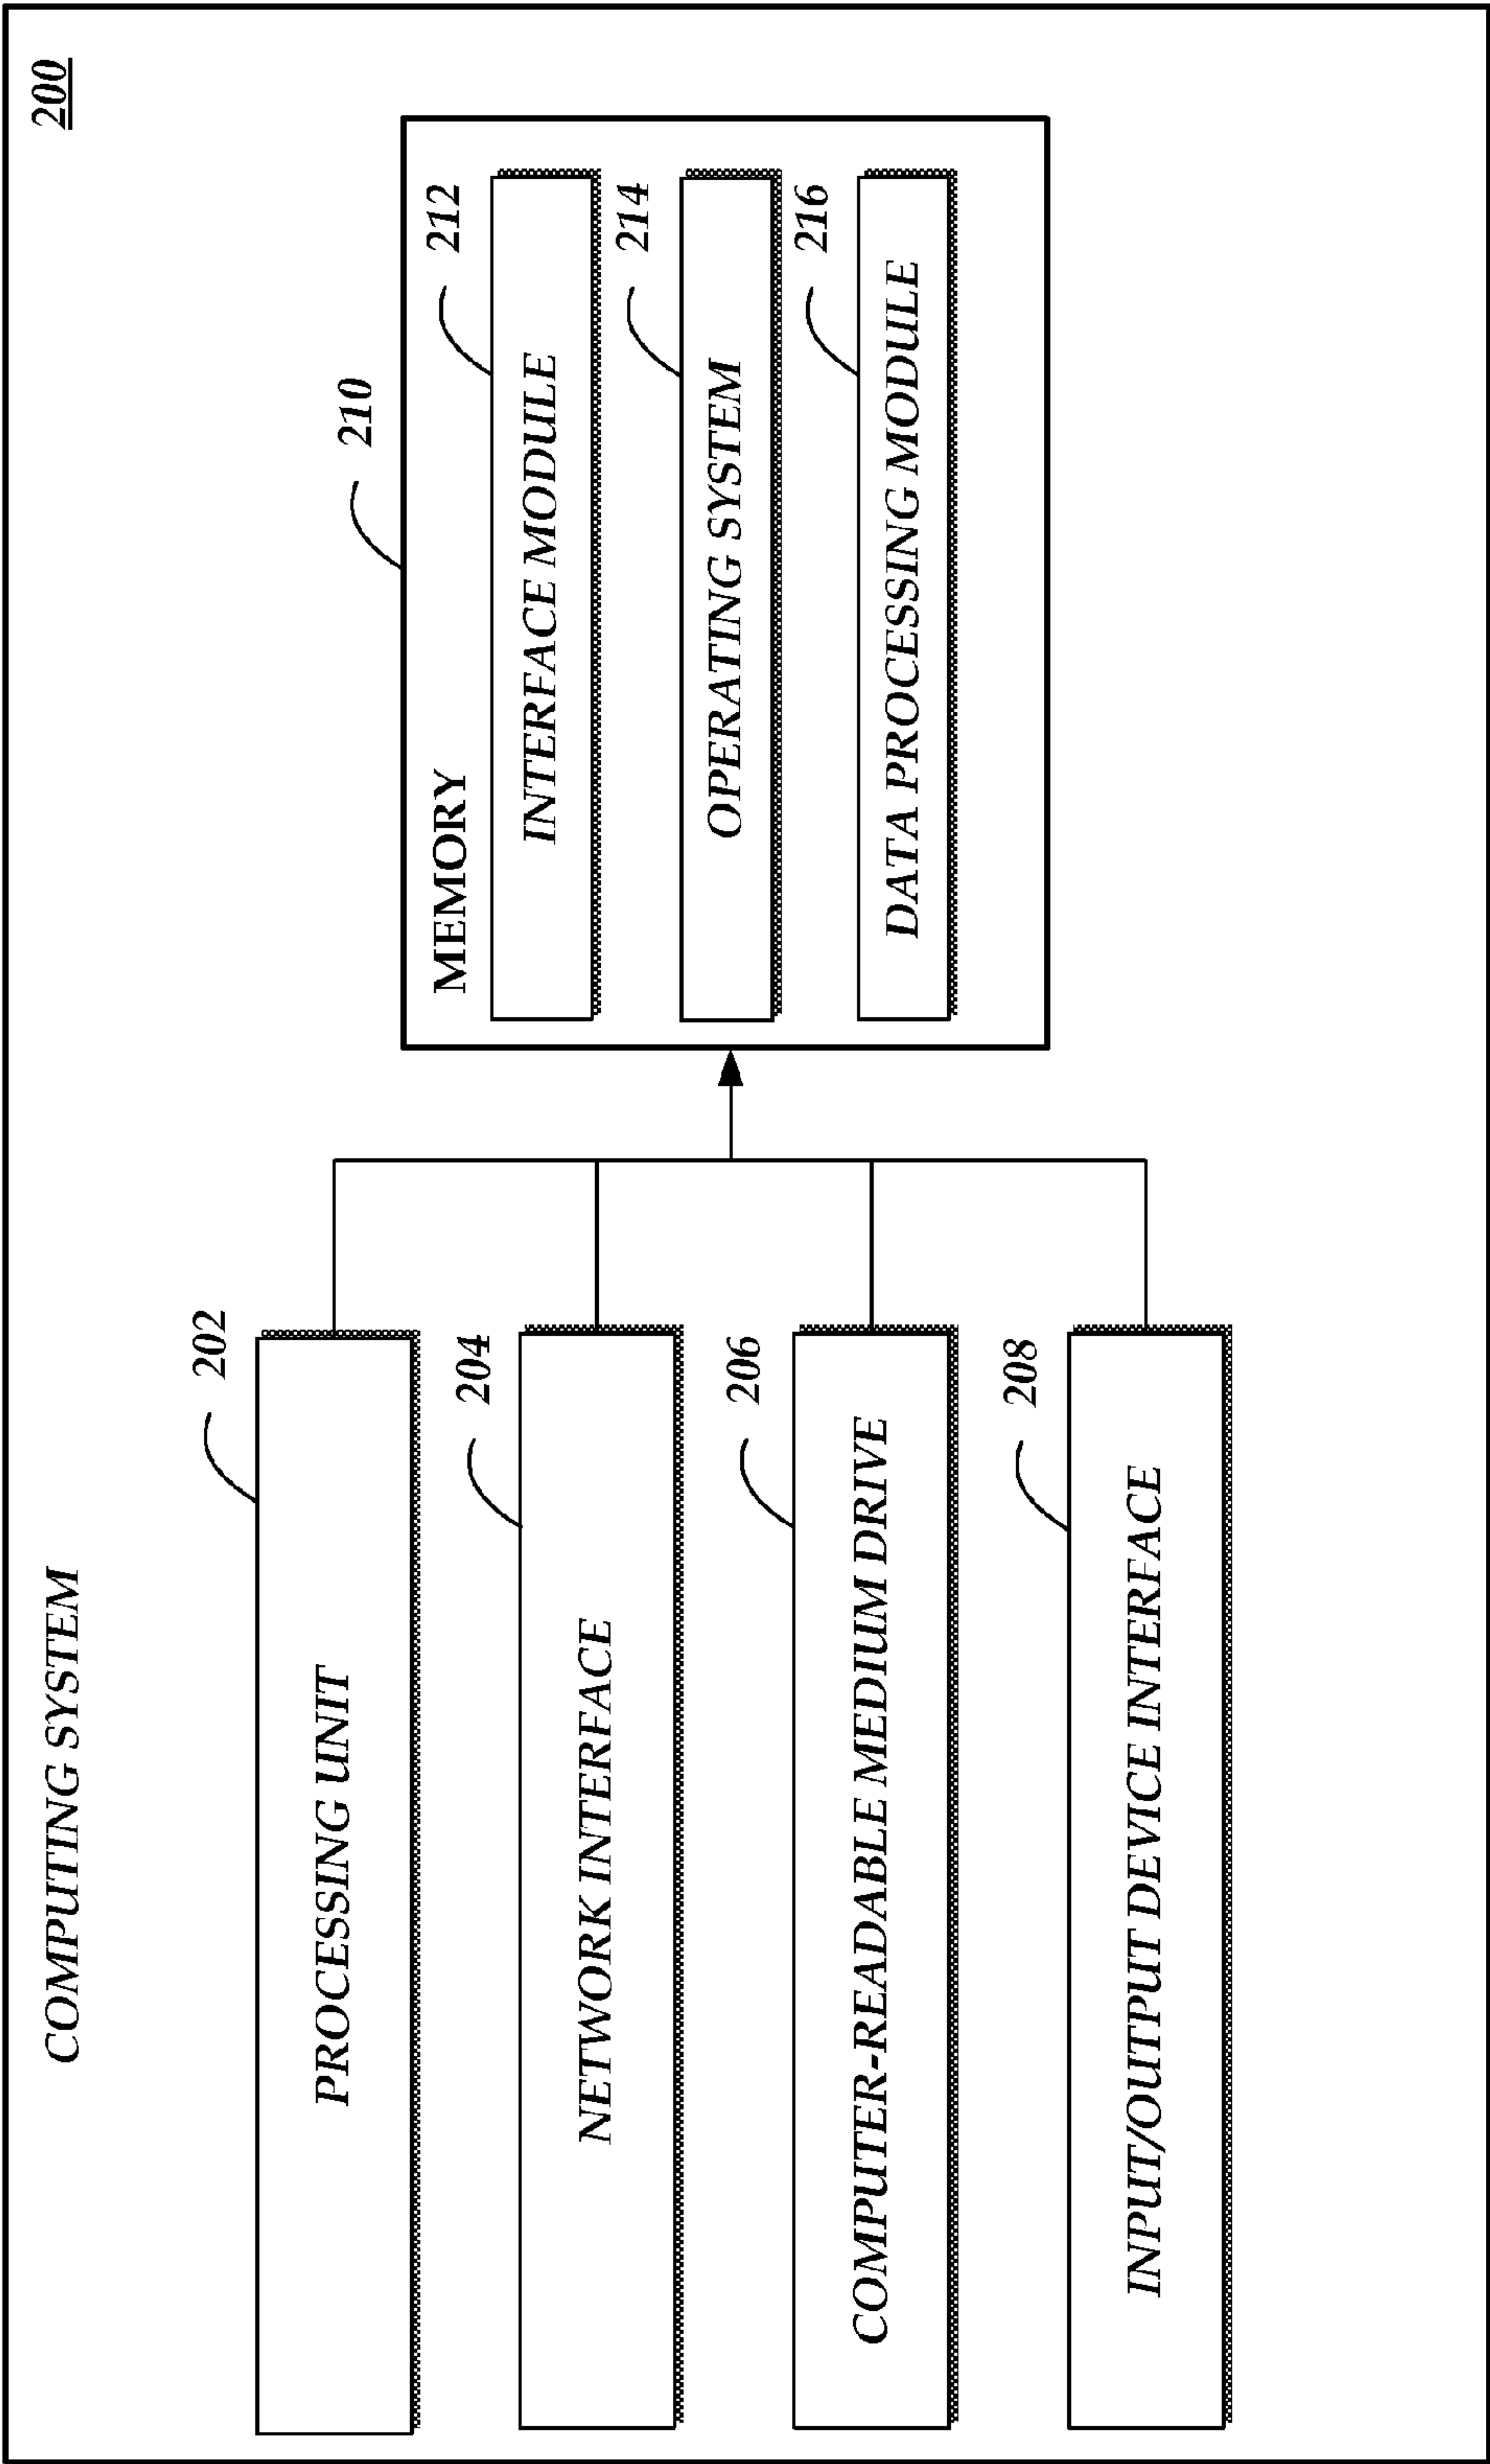 COMPUTING SYSTEM
200
202
PROCESSING UNIT
204
NETWORK INTERFACE
206
COMPUTER-READABLE MEDIUM DRIVE
208
INPUT/OUTPUT DEVICE INTERFACE
210
MEMORY
212
INTERFACE MODULE
214
OPERATING SYSTEM
216
DATA PROCESSING MODULE